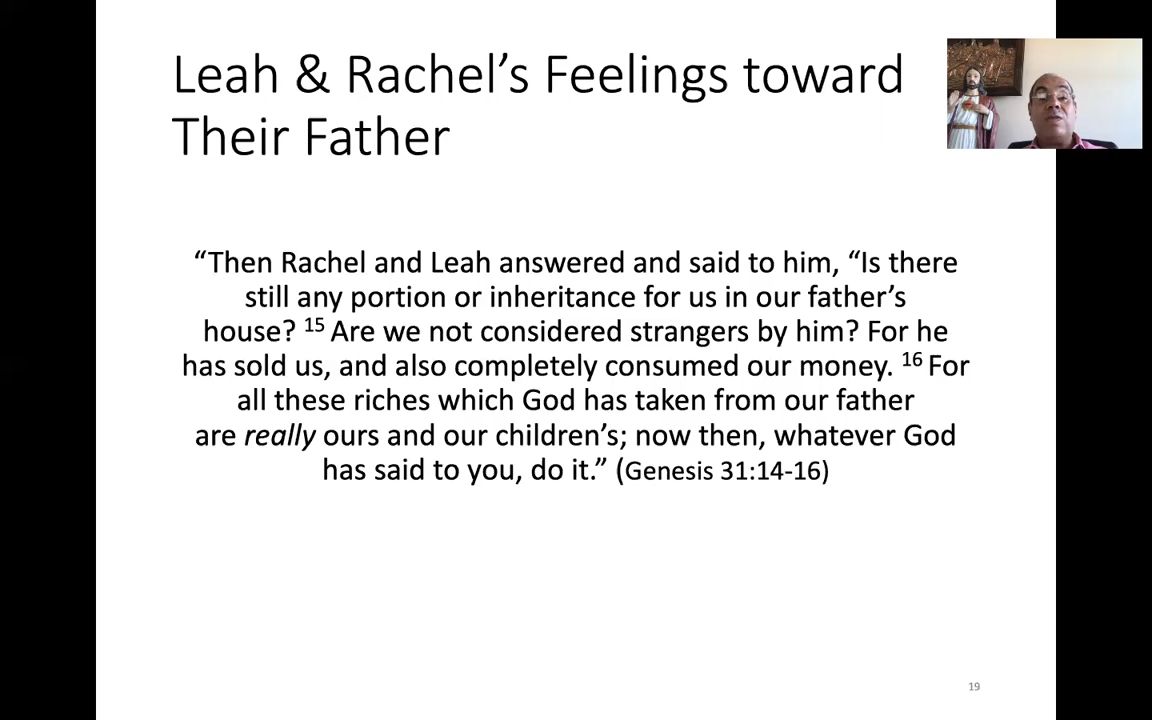 Leah & Rachel’s Feelings toward
Their Father
“Then Rachel and Leah answered and said to him, “Is there
still any portion or inheritance for us in our father’s
house? 15 Are we not considered strangers by him? For he
has sold us, and also completely consumed our money. 16 For
all these riches which God has taken from our father
are really ours and our children’s; now then, whatever God
has said to you, do it.” (Genesis 31:14-16)
19